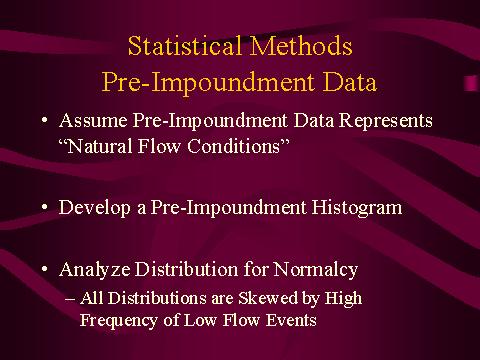 Statistical Methods
Pre-Impoundment Data
• Assume Pre-Impoundment Data Represents
“Natural Flow Conditions”
• Develop a Pre-Impoundment Histogram
• Analyze Distribution for Normalcy
– All Distributions are Skewed by High
Frequency of Low Flow Events